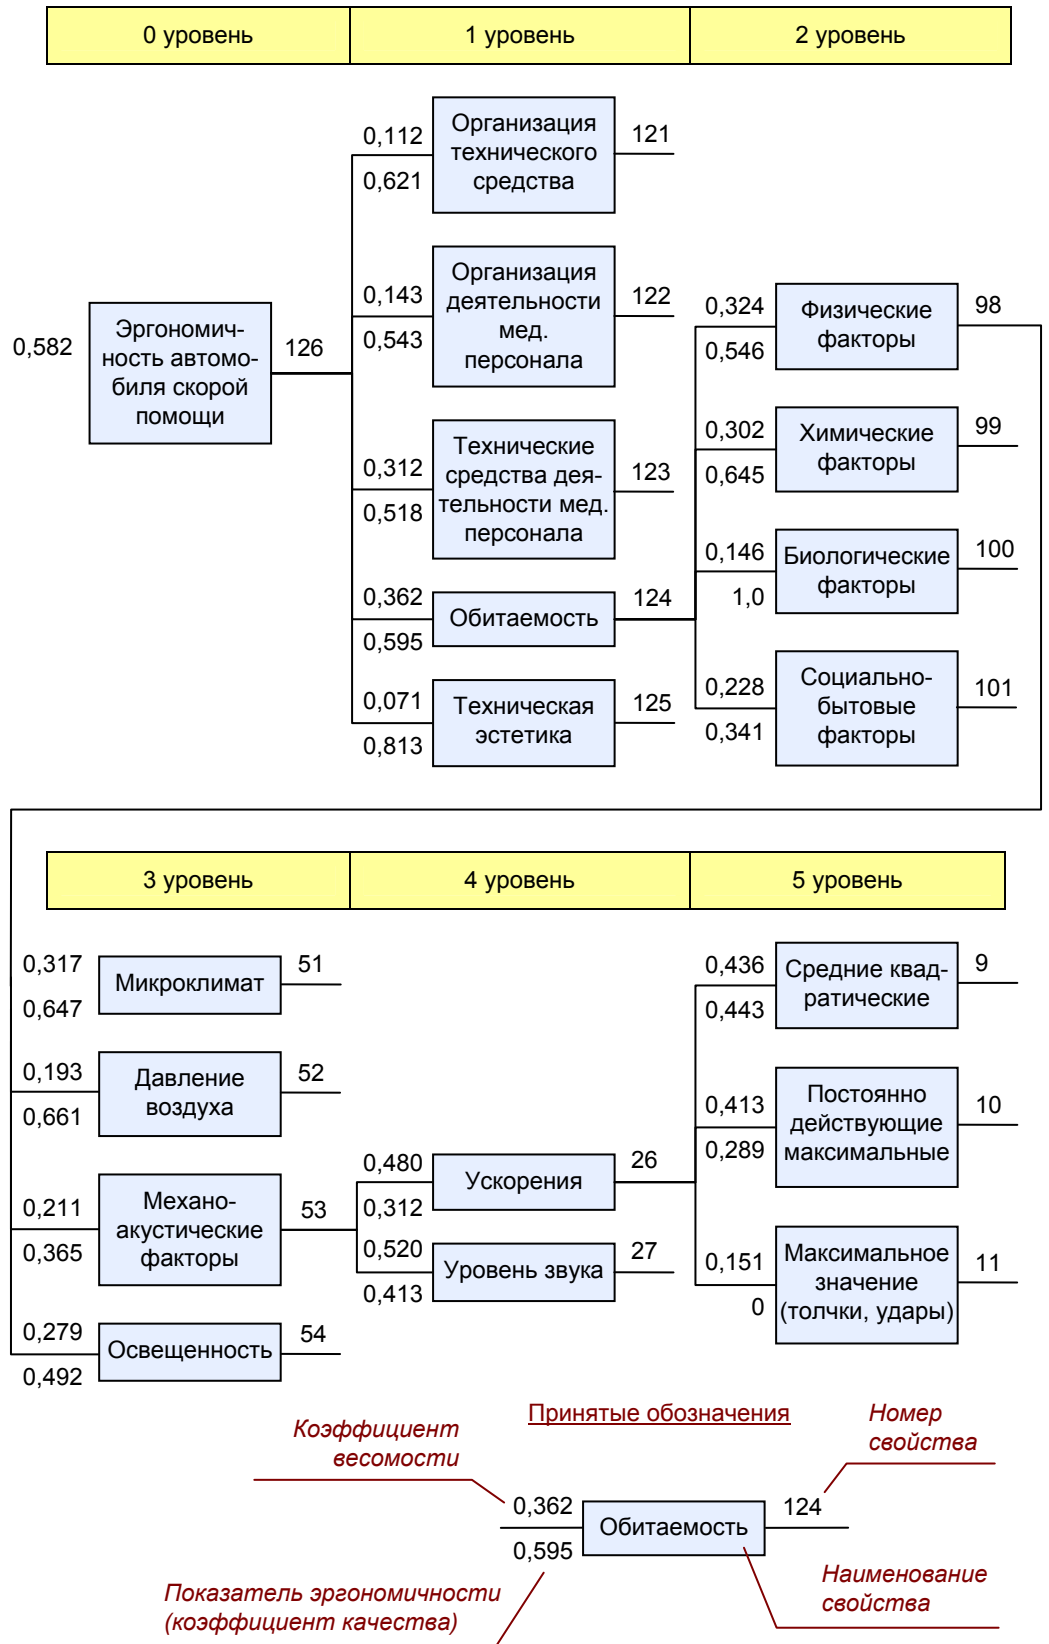 0 уровень
1 уровень
2 уровень
0,582
Эргономич-
ность автомо-
биля скорой
помощи
126
0,112
0,621
Организация
технического
средства
121
0,143
0,543
Организация
деятельности
мед.
персонала
122
0,312
0,518
Технические
средства дея-
тельности мед.
персонала
123
0,362
0,595
Обитаемость
124
0,071
0,813
Техническая
эстетика
125
0,324
0,546
Физические
факторы
98
0,302
0,645
Химические
факторы
99
0,146
1,0
Биологические
факторы
100
0,228
0,341
Социально-
бытовые
факторы
101
3 уровень
4 уровень
5 уровень
0,317
0,647
Микроклимат
51
0,193
0,661
Давление
воздуха
52
0,211
0,365
Механо-
акустические
факторы
53
0,279
0,492
Освещенность
54
0,480
0,312
Ускорения
26
0,520
0,413
Уровень звука
27
0,436
0,443
Средние квад-
ратические
9
0,413
0,289
Постоянно
действующие
максимальные
10
0,151
0
Максимальное
значение
(толчки, удары)
11
Принятые обозначения
Коэффициент
весомости
Номер
свойства
0,362
0,595
Обитаемость
124
Показатель эргономичности
(коэффициент качества)
Наименование
свойства